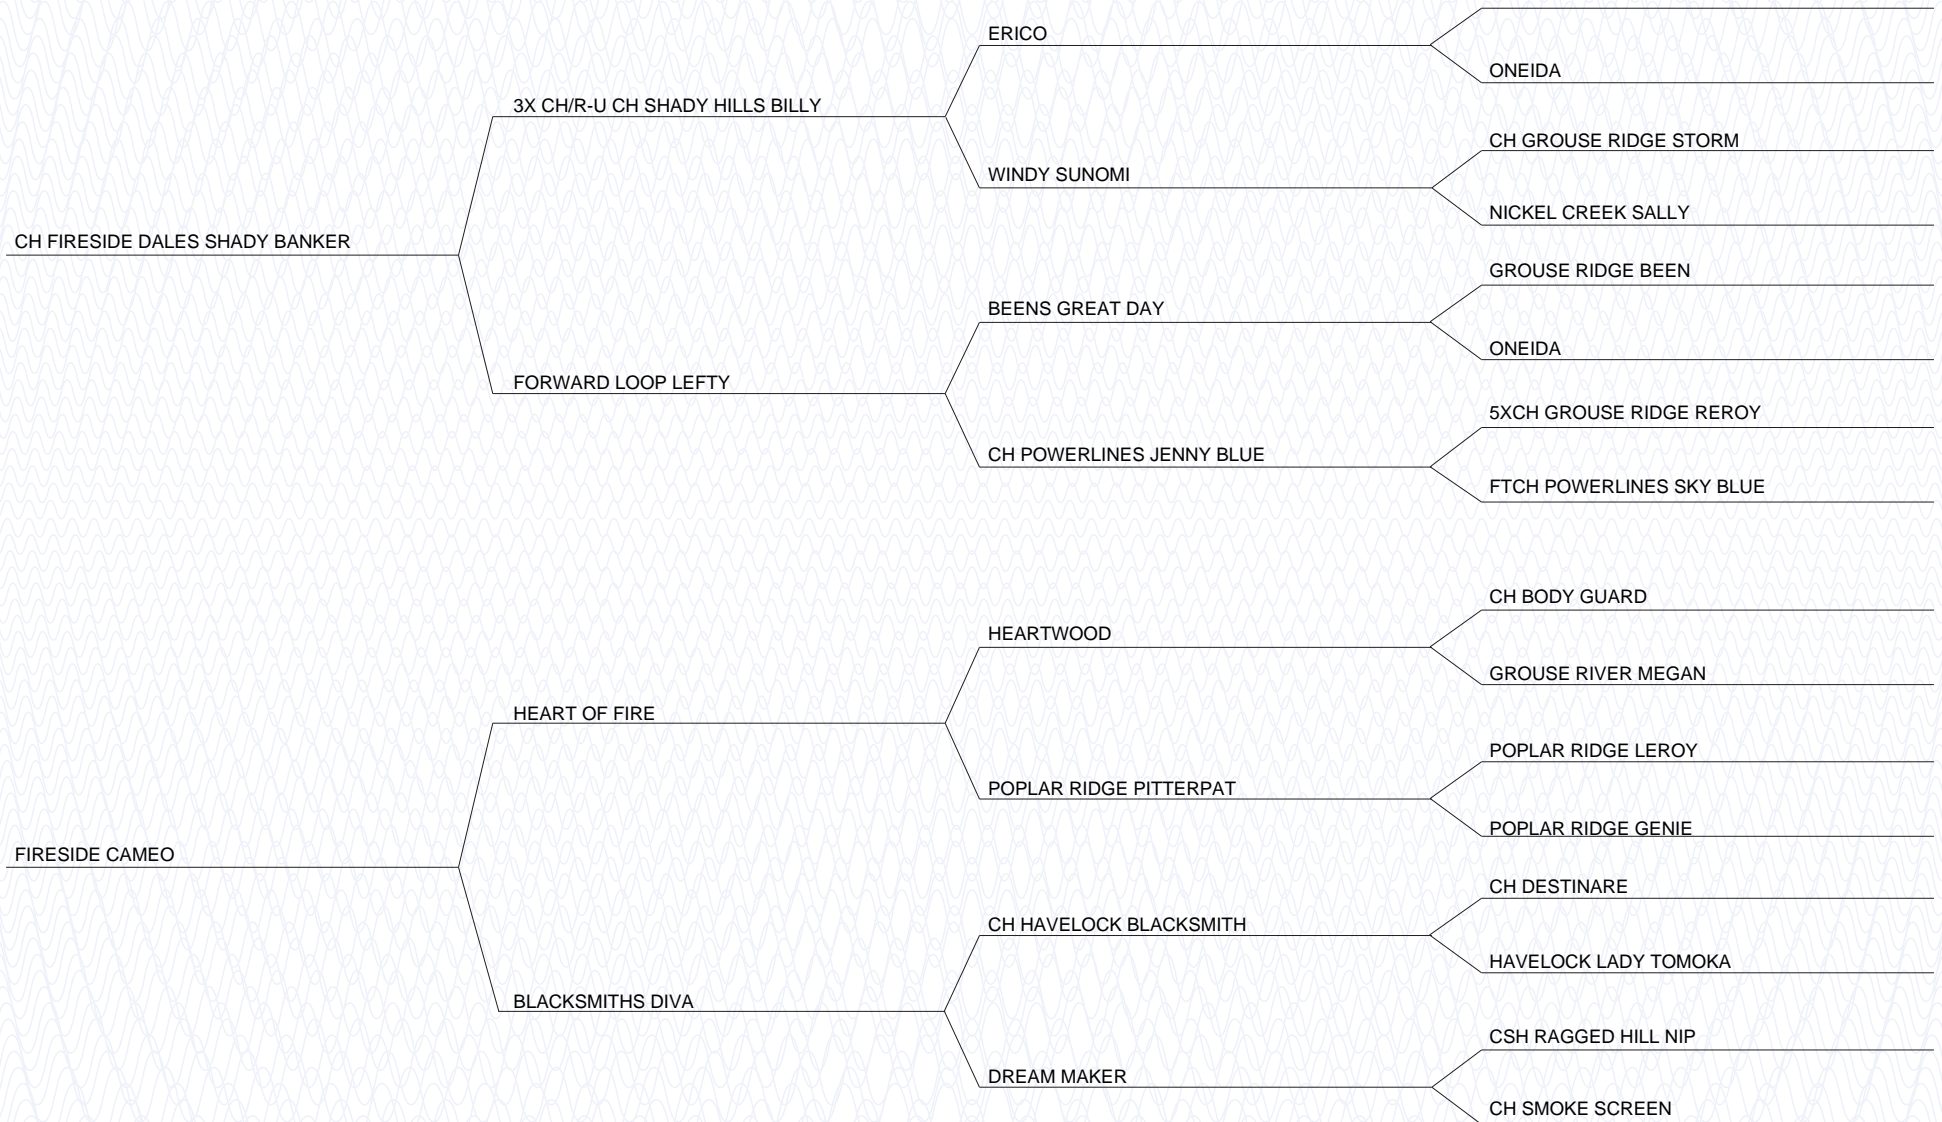 ERICO
ONEIDA
3X CH/R-U CH SHADY HILLS BILLY
CH GROUSE RIDGE STORM
WINDY SUNOMI
NICKEL CREEK SALLY
CH FIRESIDE DALES SHADY BANKER
GROUSE RIDGE BEEN
BEENS GREAT DAY
ONEIDA
FORWARD LOOP LEFTY
5XCH GROUSE RIDGE REROY
CH POWERLINES JENNY BLUE
FTCH POWERLINES SKY BLUE
CH BODY GUARD
HEARTWOOD
GROUSE RIVER MEGAN
HEART OF FIRE
POPLAR RIDGE LEROY
POPLAR RIDGE PITTERPAT
POPLAR RIDGE GENIE
FIRESIDE CAMEO
CH DESTINARE
CH HAVELOCK BLACKSMITH
HAVELOCK LADY TOMOKA
BLACKSMITHS DIVA
CSH RAGGED HILL NIP
DREAM MAKER
CH SMOKE SCREEN